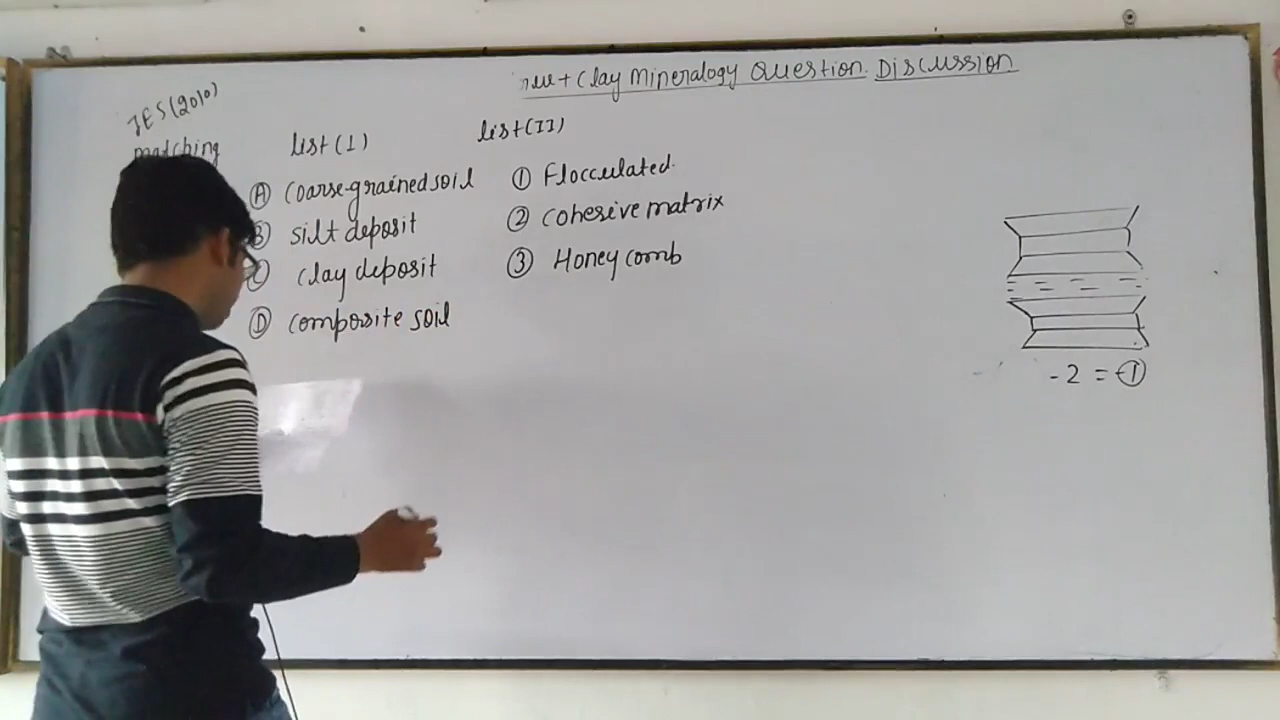 + Clay Mineralogy Question Discussion
IES(2010)
matching list(I) list(II)
Ⓐ Coarse-grained soil ① Flocculated
Ⓑ silt deposit ② cohesive matrix
Ⓒ clay deposit ③ Honey comb
Ⓓ composite soil
-2 = -①